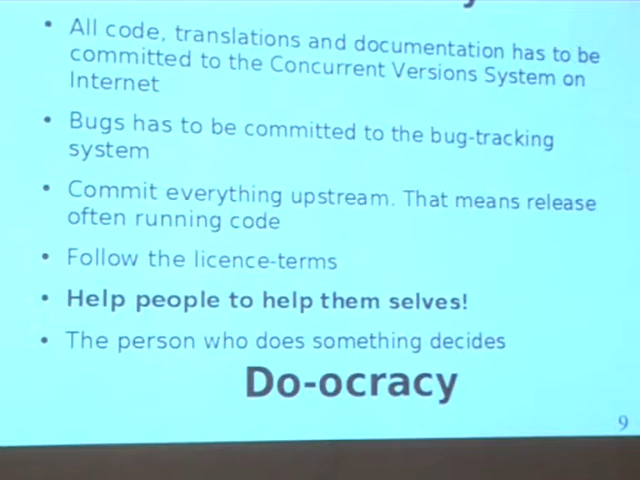 • All code, translations and documentation has to be
committed to the Concurrent Versions System on
Internet
• Bugs has to be committed to the bug-tracking
system
• Commit everything upstream. That means release
often running code
• Follow the licence-terms
• Help people to help them selves!
• The person who does something decides
Do-ocracy
9